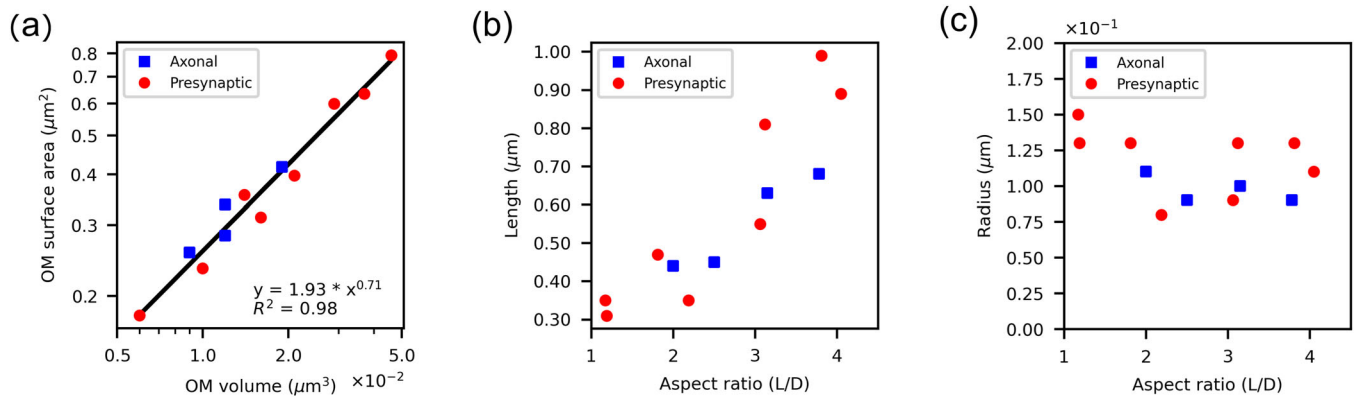 (a)
OM surface area (μm²)
0.8
0.7
0.6
0.5
0.4
0.3
0.2
Axonal
Presynaptic
y = 1.93 * x^0.71
R² = 0.98
0.5
1.0
2.0
5.0
OM volume (μm³)
×10⁻²
(b)
Length (μm)
1.00
0.90
0.80
0.70
0.60
0.50
0.40
0.30
Axonal
Presynaptic
1
2
3
4
Aspect ratio (L/D)
(c)
×10⁻¹
Radius (μm)
2.00
1.75
1.50
1.25
1.00
0.75
0.50
0.25
0.00
Axonal
Presynaptic
1
2
3
4
Aspect ratio (L/D)